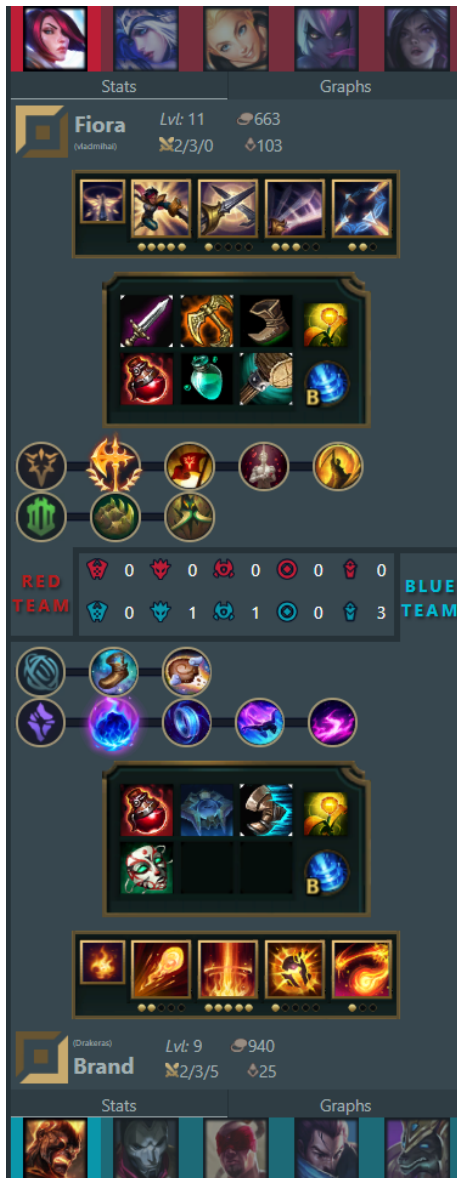 Stats Graphs
Fiora Lvl: 11 663
(vladmihai) 2/3/0 103
B
RED TEAM 0 0 0 0 0 BLUE TEAM
0 1 1 0 3
B
(Drakeras) Lvl: 9 940
Brand 2/3/5 25
Stats Graphs